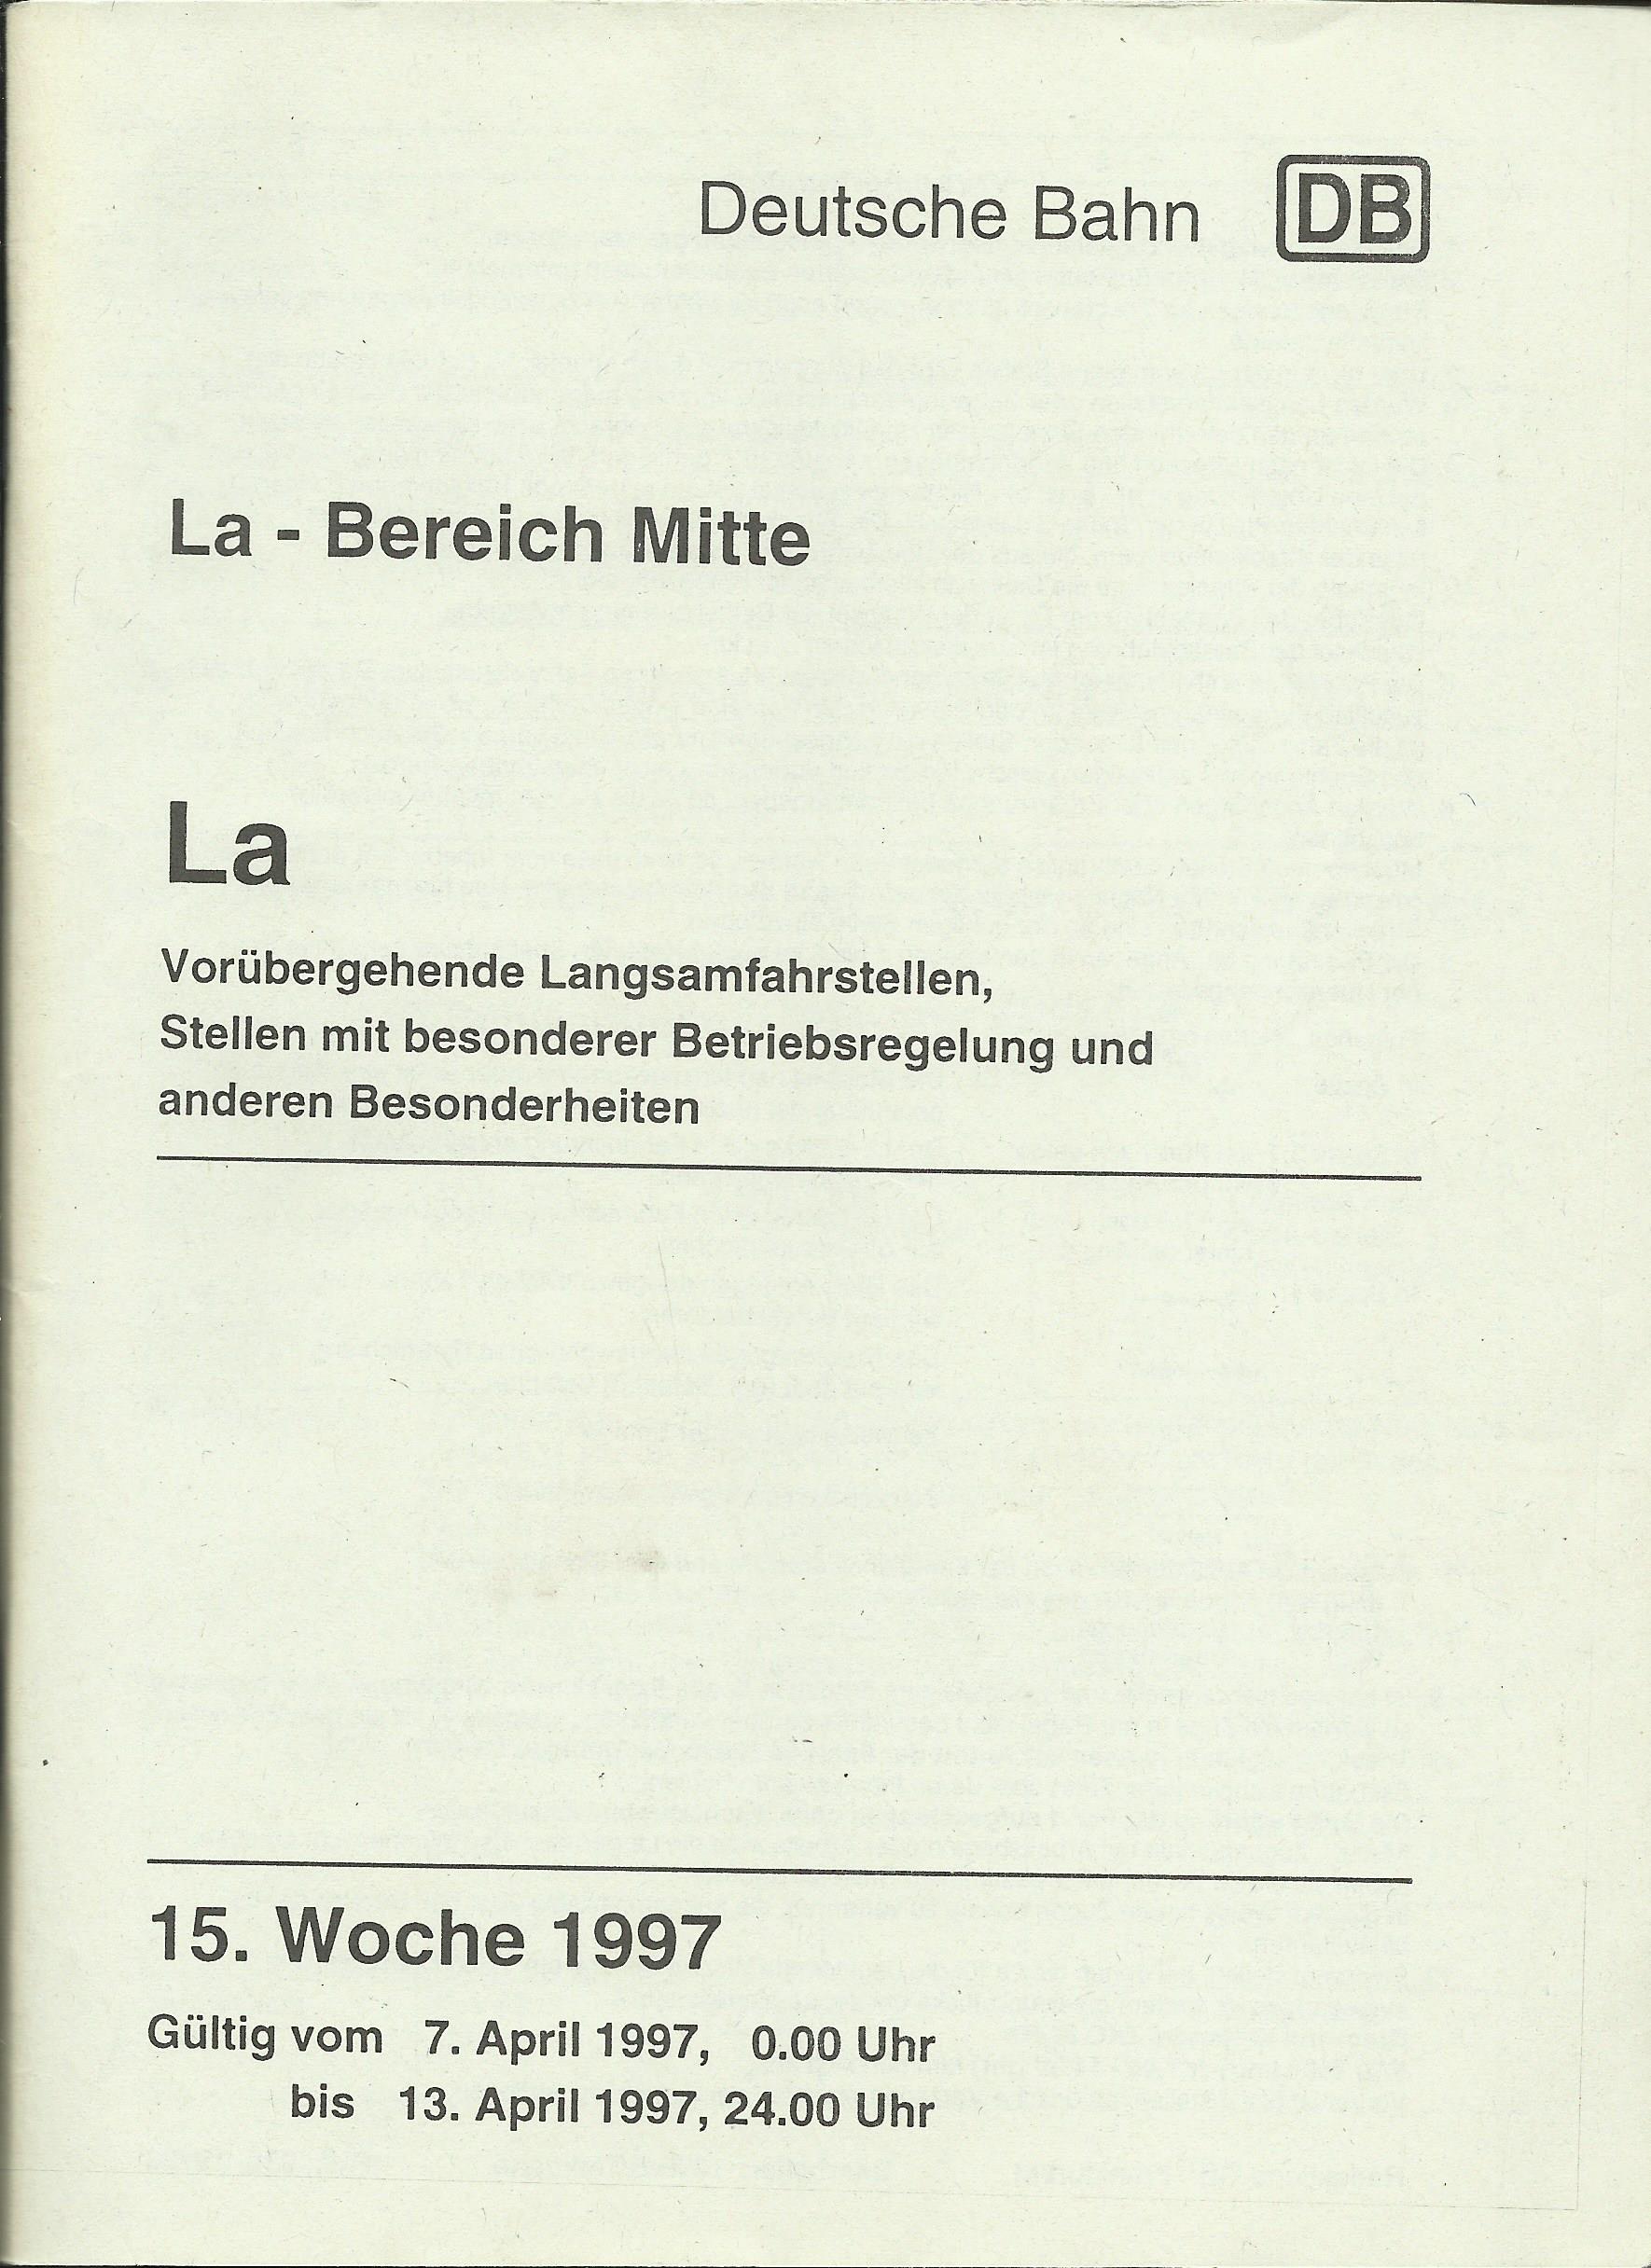 Deutsche Bahn DB
La - Bereich Mitte
La
Vorübergehende Langsamfahrstellen,
Stellen mit besonderer Betriebsregelung und
anderen Besonderheiten
15. Woche 1997
Gültig vom 7. April 1997, 0.00 Uhr
bis 13. April 1997, 24.00 Uhr